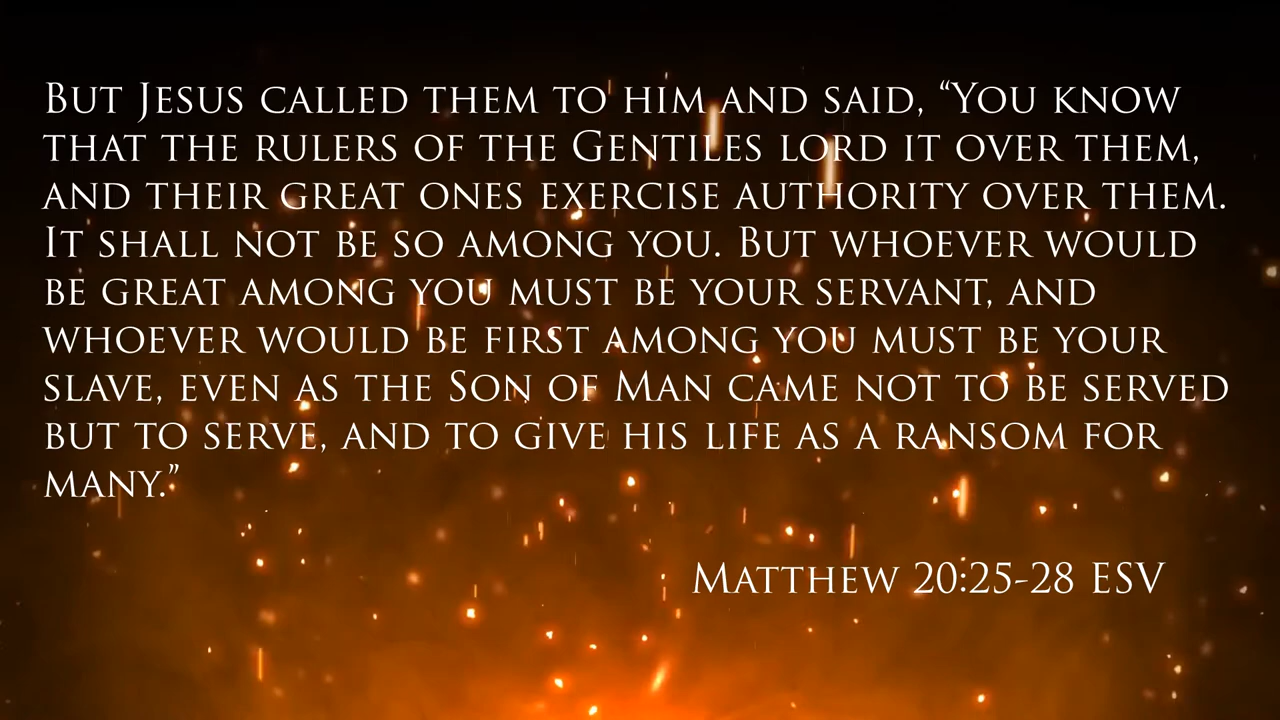 But Jesus called them to him and said, “You know
that the rulers of the Gentiles lord it over them,
and their great ones exercise authority over them.
It shall not be so among you. But whoever would
be great among you must be your servant, and
whoever would be first among you must be your
slave, even as the Son of Man came not to be served
but to serve, and to give his life as a ransom for
many.”
Matthew 20:25-28 ESV